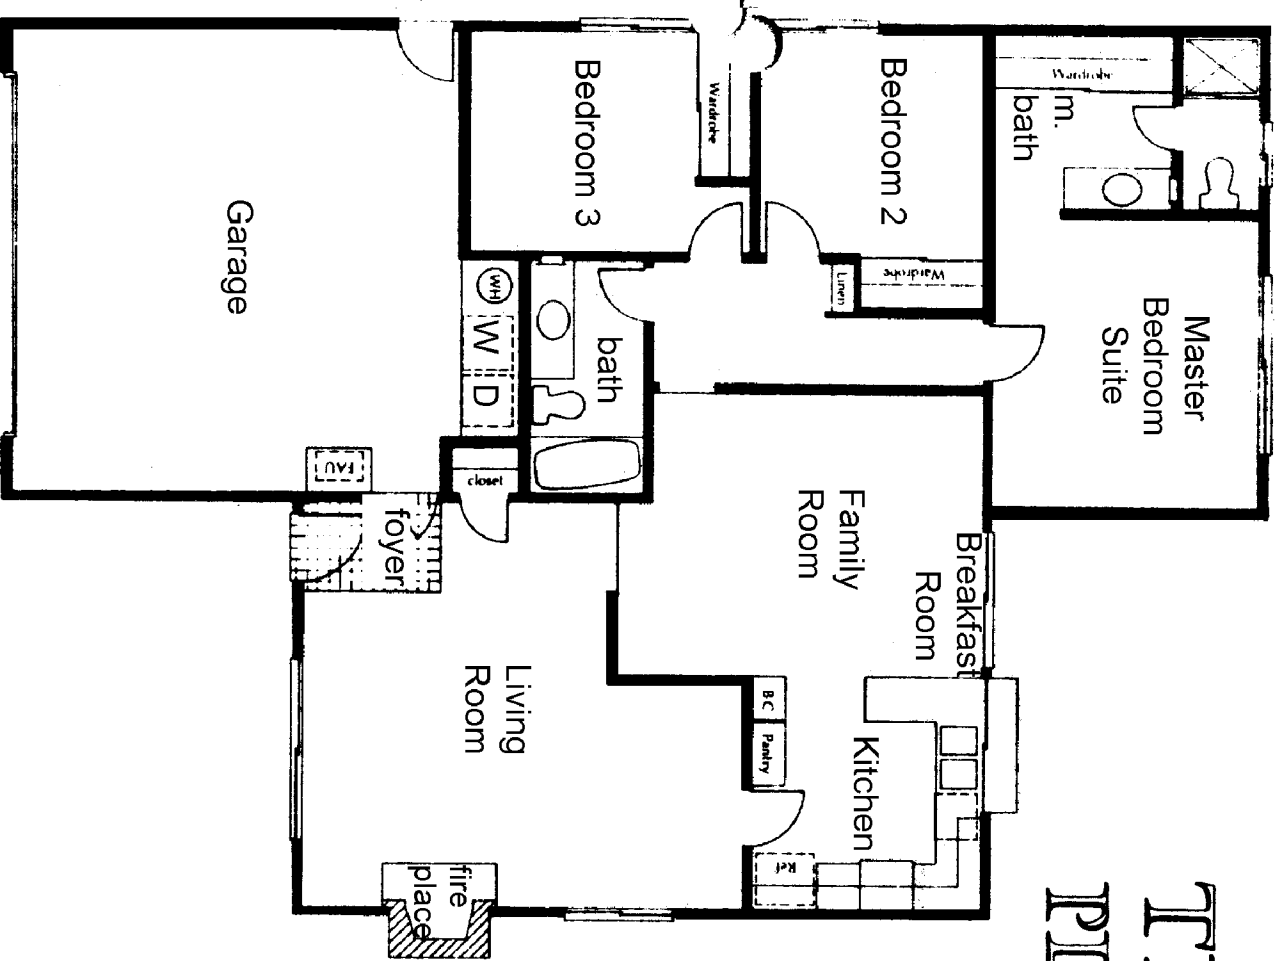 Garage
Bedroom 3
Wardrobe
Bedroom 2
Wardrobe
Linen
Wardrobe
m.
bath
Master
Bedroom
Suite
WH
W
D
bath
FAU
closet
foyer
Family
Room
Breakfast
Room
Living
Room
BC
Pantry
Kitchen
Ref
fire
place